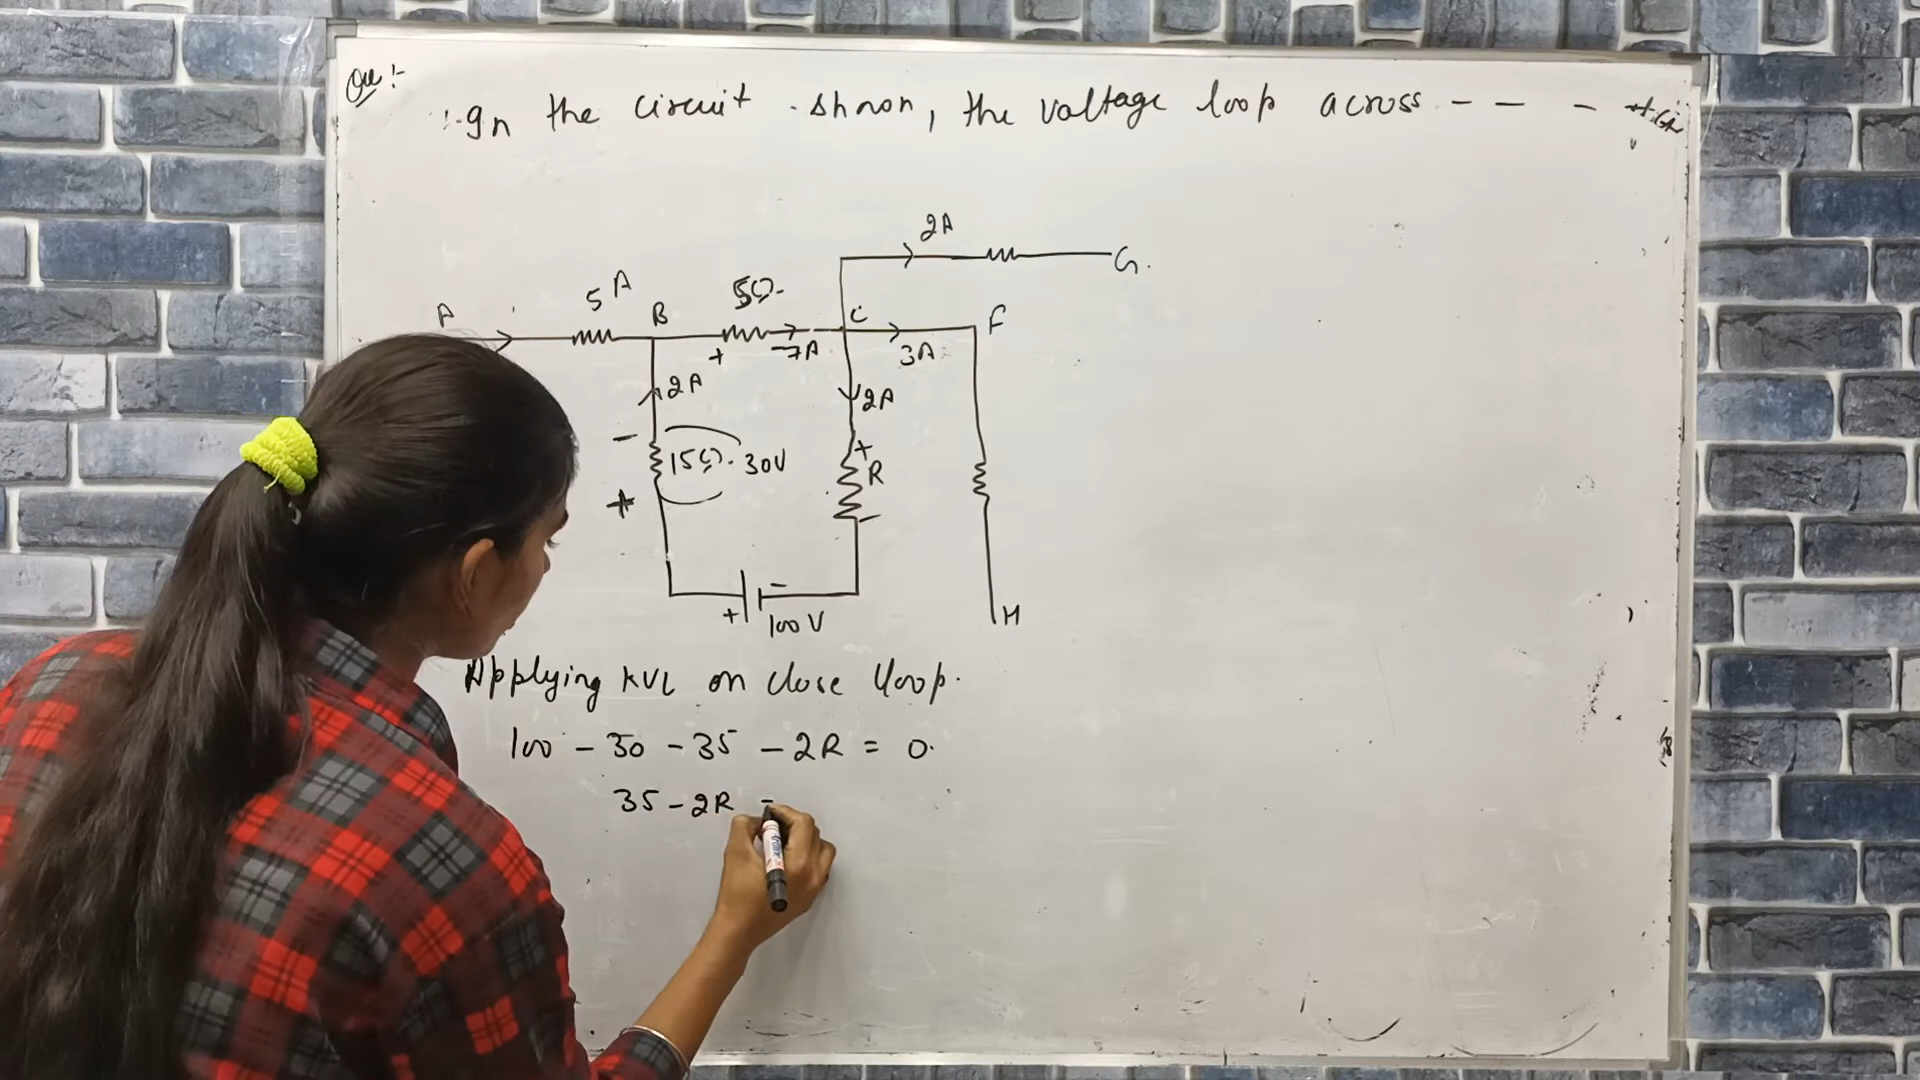 Que:-
In the circuit shown, the voltage loop across - - -
2A
G.
5A
5Ω.
A
B
C
F
+
7A
3A
2A
2A
-
+
15Ω. 30V
R
+
-
-
+
100V
H
Applying KVL on close loop.
100 - 30 - 35 - 2R = 0.
35 - 2R =